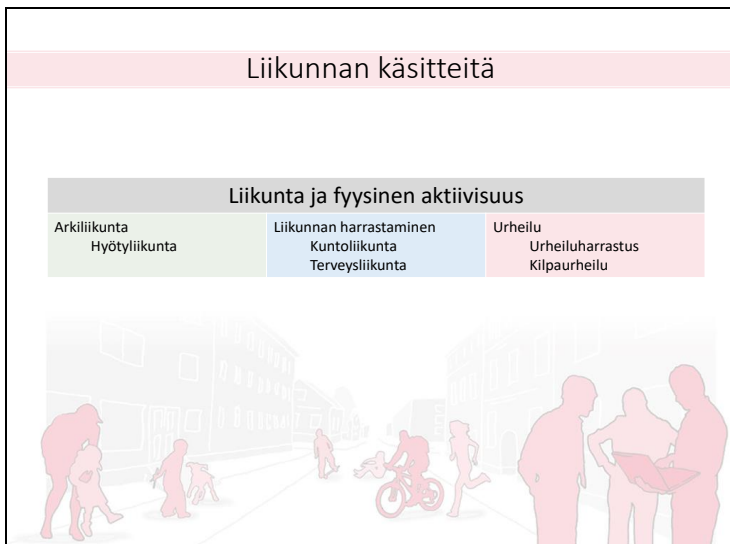 Liikunnan käsitteitä
Liikunta ja fyysinen aktiivisuus
Arkiliikunta
Hyötyliikunta
Liikunnan harrastaminen
Kuntoliikunta
Terveysliikunta
Urheilu
Urheiluharrastus
Kilpaurheilu